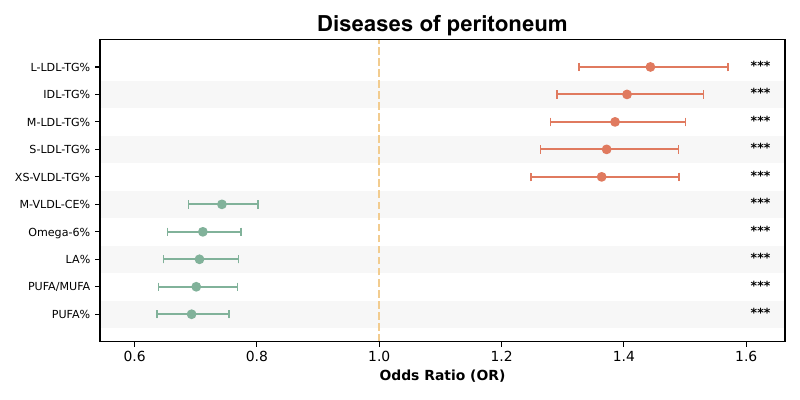 Diseases of peritoneum
L-LDL-TG% ***
IDL-TG% ***
M-LDL-TG% ***
S-LDL-TG% ***
XS-VLDL-TG% ***
M-VLDL-CE% ***
Omega-6% ***
LA% ***
PUFA/MUFA ***
PUFA% ***
0.6 0.8 1.0 1.2 1.4 1.6
Odds Ratio (OR)